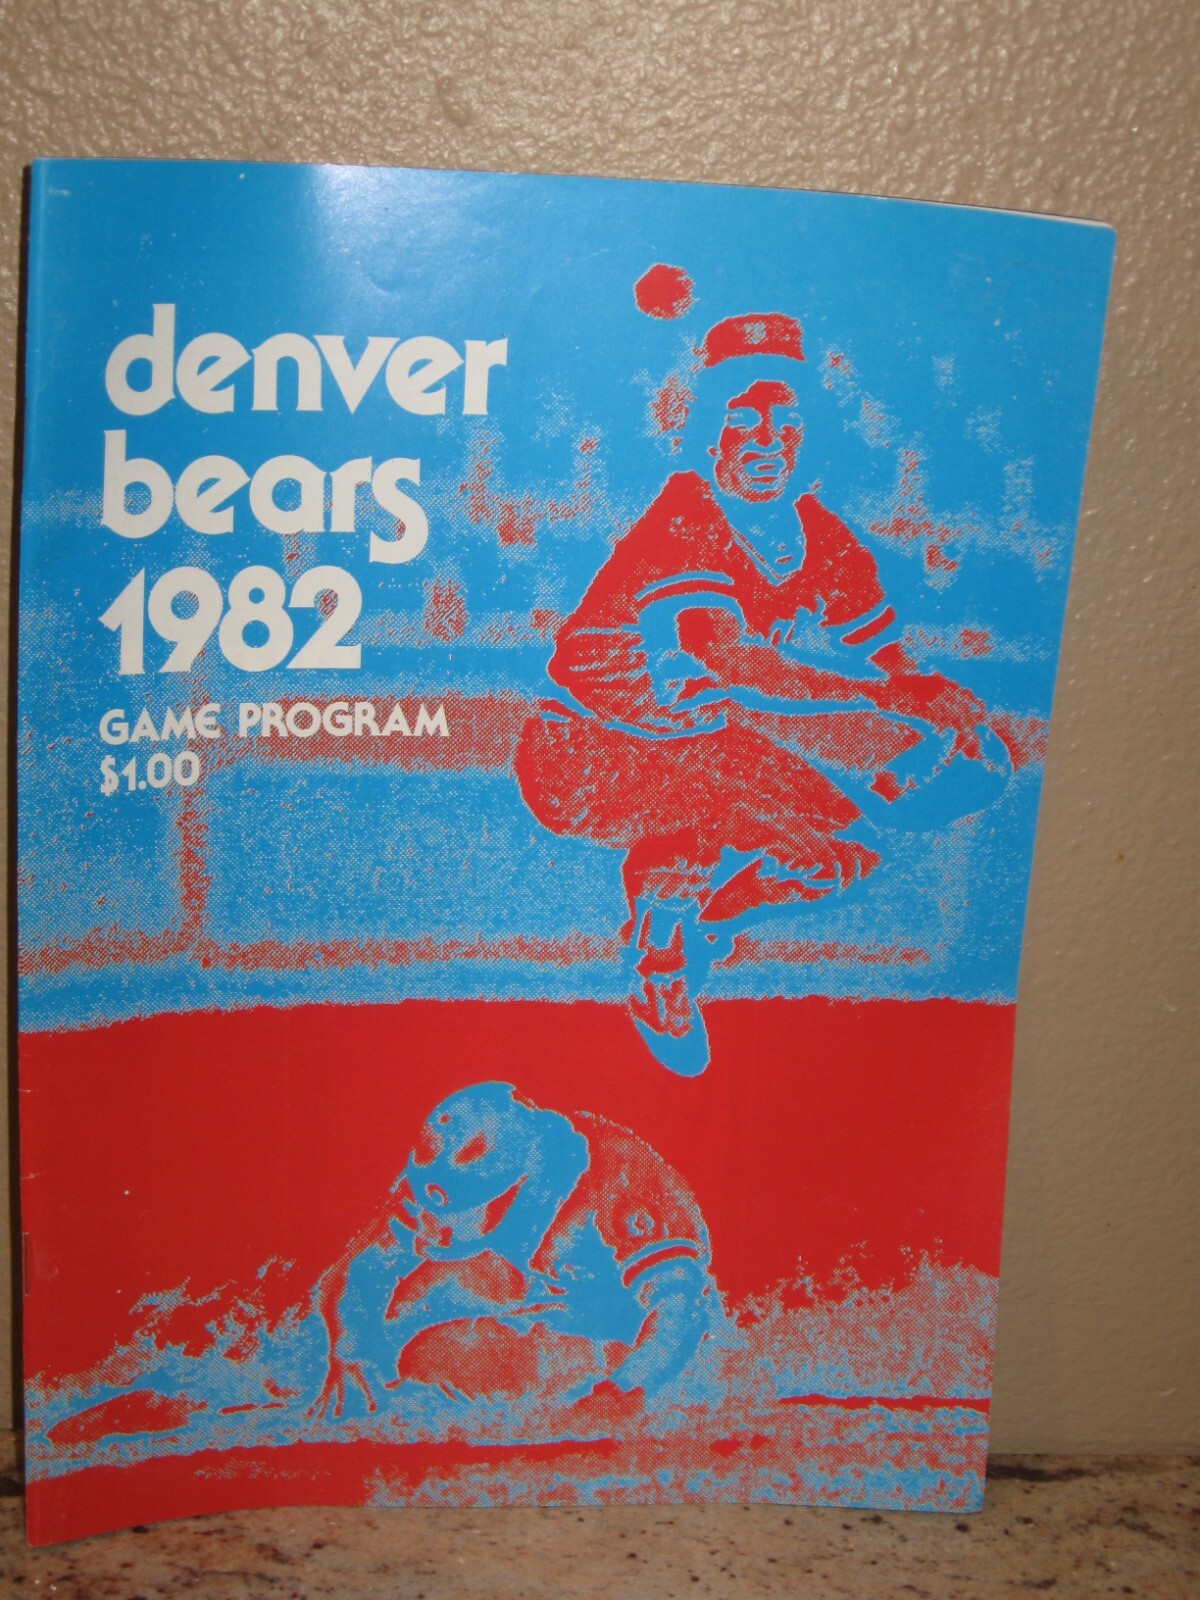 denver
bears
1982
GAME PROGRAM
$1.00